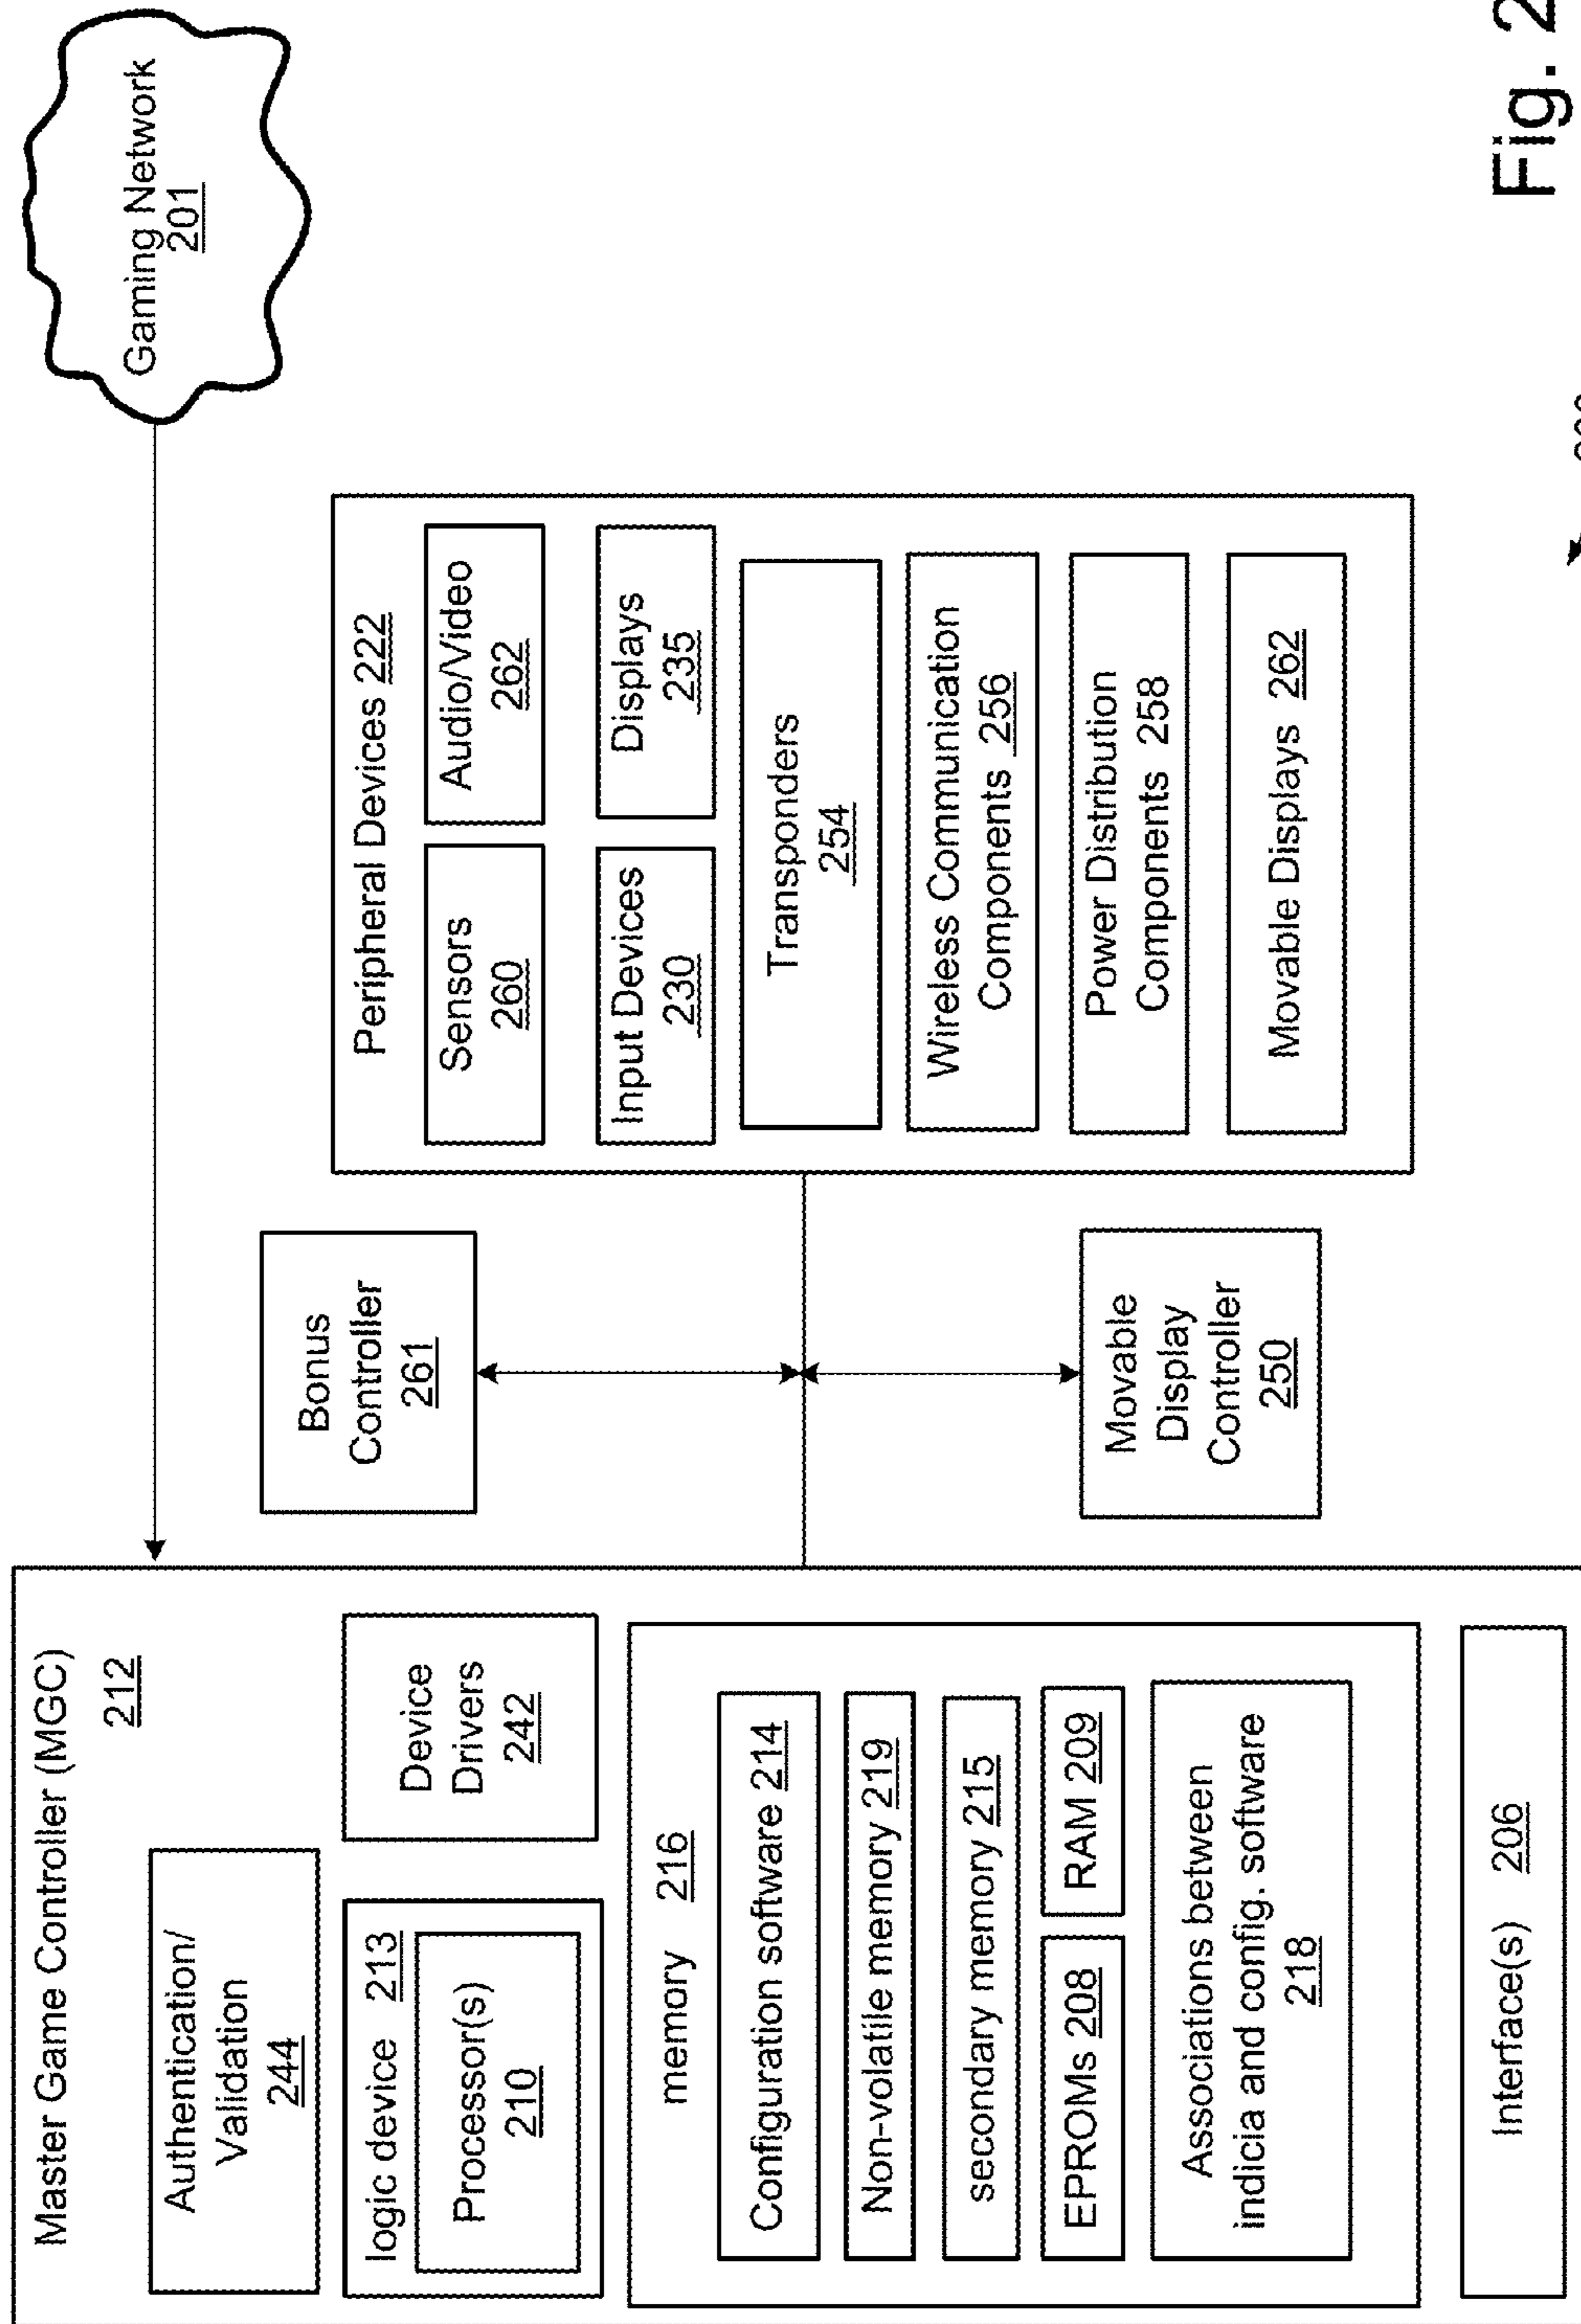 Master Game Controller (MGC)
212
Authentication/
Validation
244
logic device 213
Processor(s)
210
Device
Drivers
242
memory 216
Configuration software 214
Non-volatile memory 219
secondary memory 215
EPROMs 208
RAM 209
Associations between
indicia and config. software
218
Interface(s) 206
Bonus
Controller
261
Movable
Display
Controller
250
Gaming Network
201
Peripheral Devices 222
Sensors
260
Audio/Video
262
Input Devices
230
Displays
235
Transponders
254
Wireless Communication
Components 256
Power Distribution
Components 258
Movable Displays 262
Fig. 2